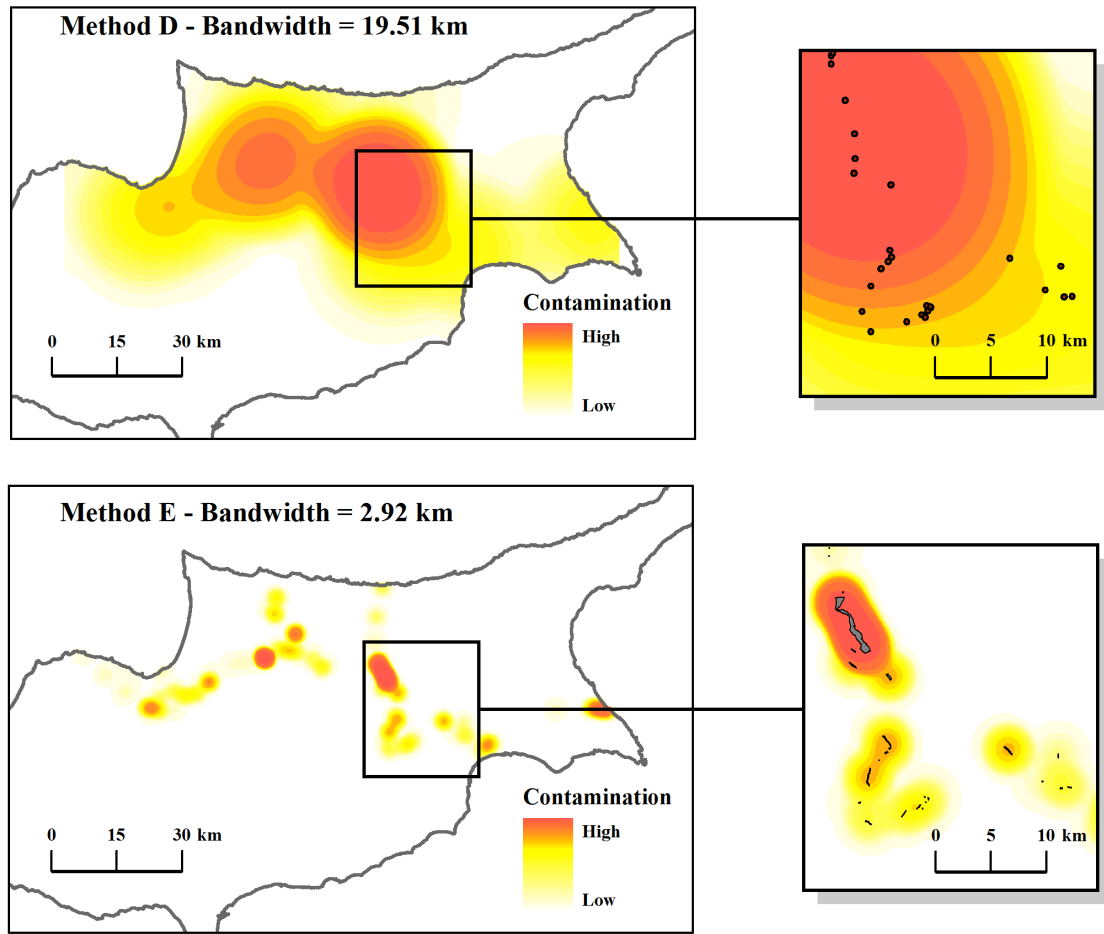 Method D - Bandwidth = 19.51 km
Contamination
High
Low
0 15 30 km
0 5 10 km
Method E - Bandwidth = 2.92 km
Contamination
High
Low
0 15 30 km
0 5 10 km